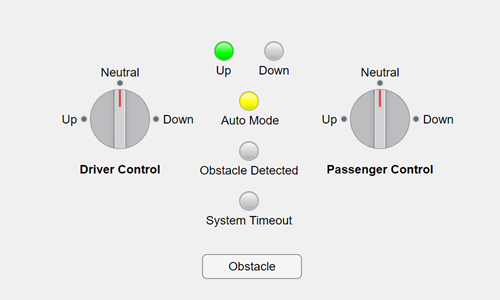 Neutral
Up
Down
Driver Control
Up
Down
Auto Mode
Obstacle Detected
System Timeout
Obstacle
Neutral
Up
Down
Passenger Control